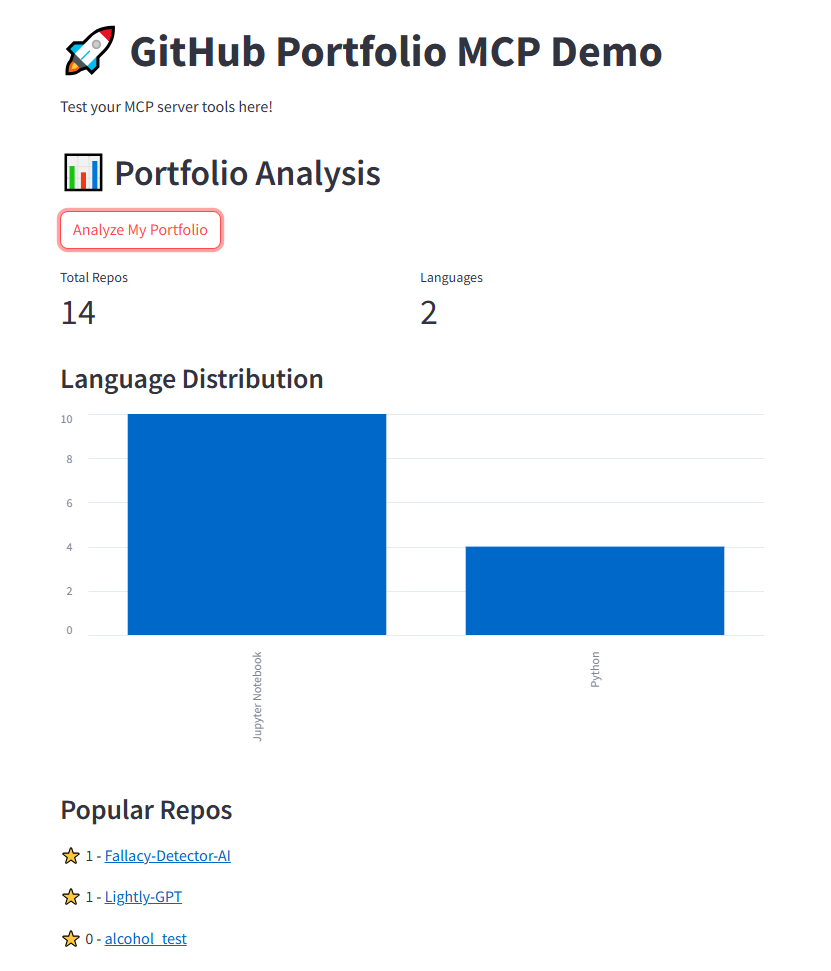 GitHub Portfolio MCP Demo
Test your MCP server tools here!
Portfolio Analysis
Analyze My Portfolio
Total Repos
Languages
14
2
Language Distribution
10
8
6
4
2
0
Jupyter Notebook
Python
Popular Repos
1 - Fallacy-Detector-AI
1 - Lightly-GPT
0 - alcohol_test